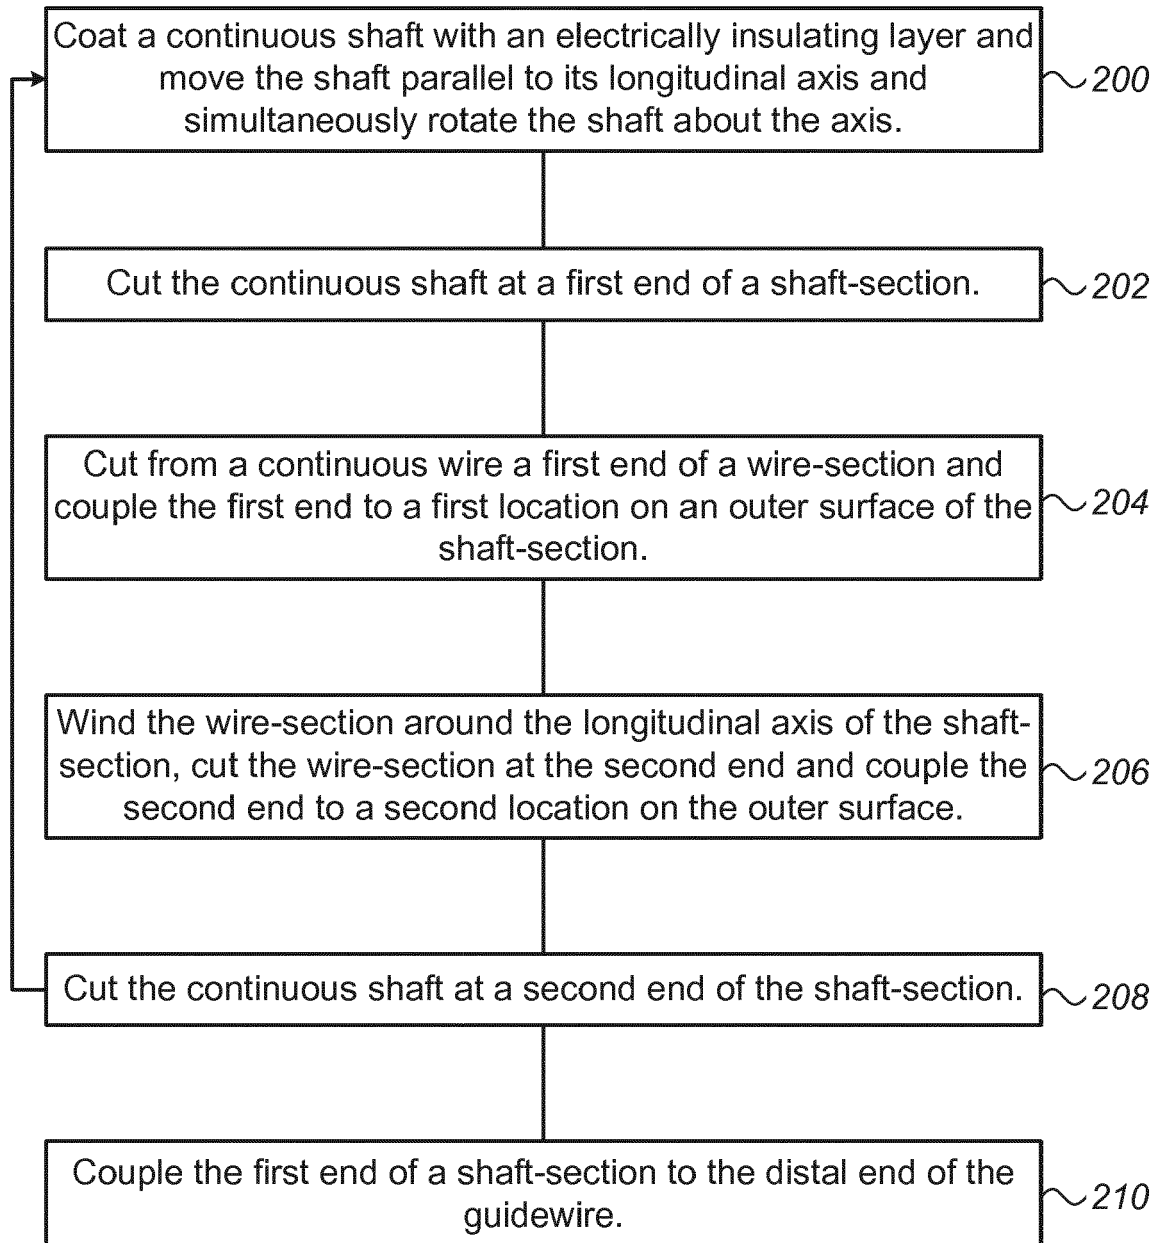 Coat a continuous shaft with an electrically insulating layer and
move the shaft parallel to its longitudinal axis and
simultaneously rotate the shaft about the axis.
200
Cut the continuous shaft at a first end of a shaft-section.
202
Cut from a continuous wire a first end of a wire-section and
couple the first end to a first location on an outer surface of the
shaft-section.
204
Wind the wire-section around the longitudinal axis of the shaft-
section, cut the wire-section at the second end and couple the
second end to a second location on the outer surface.
206
Cut the continuous shaft at a second end of the shaft-section.
208
Couple the first end of a shaft-section to the distal end of the
guidewire.
210